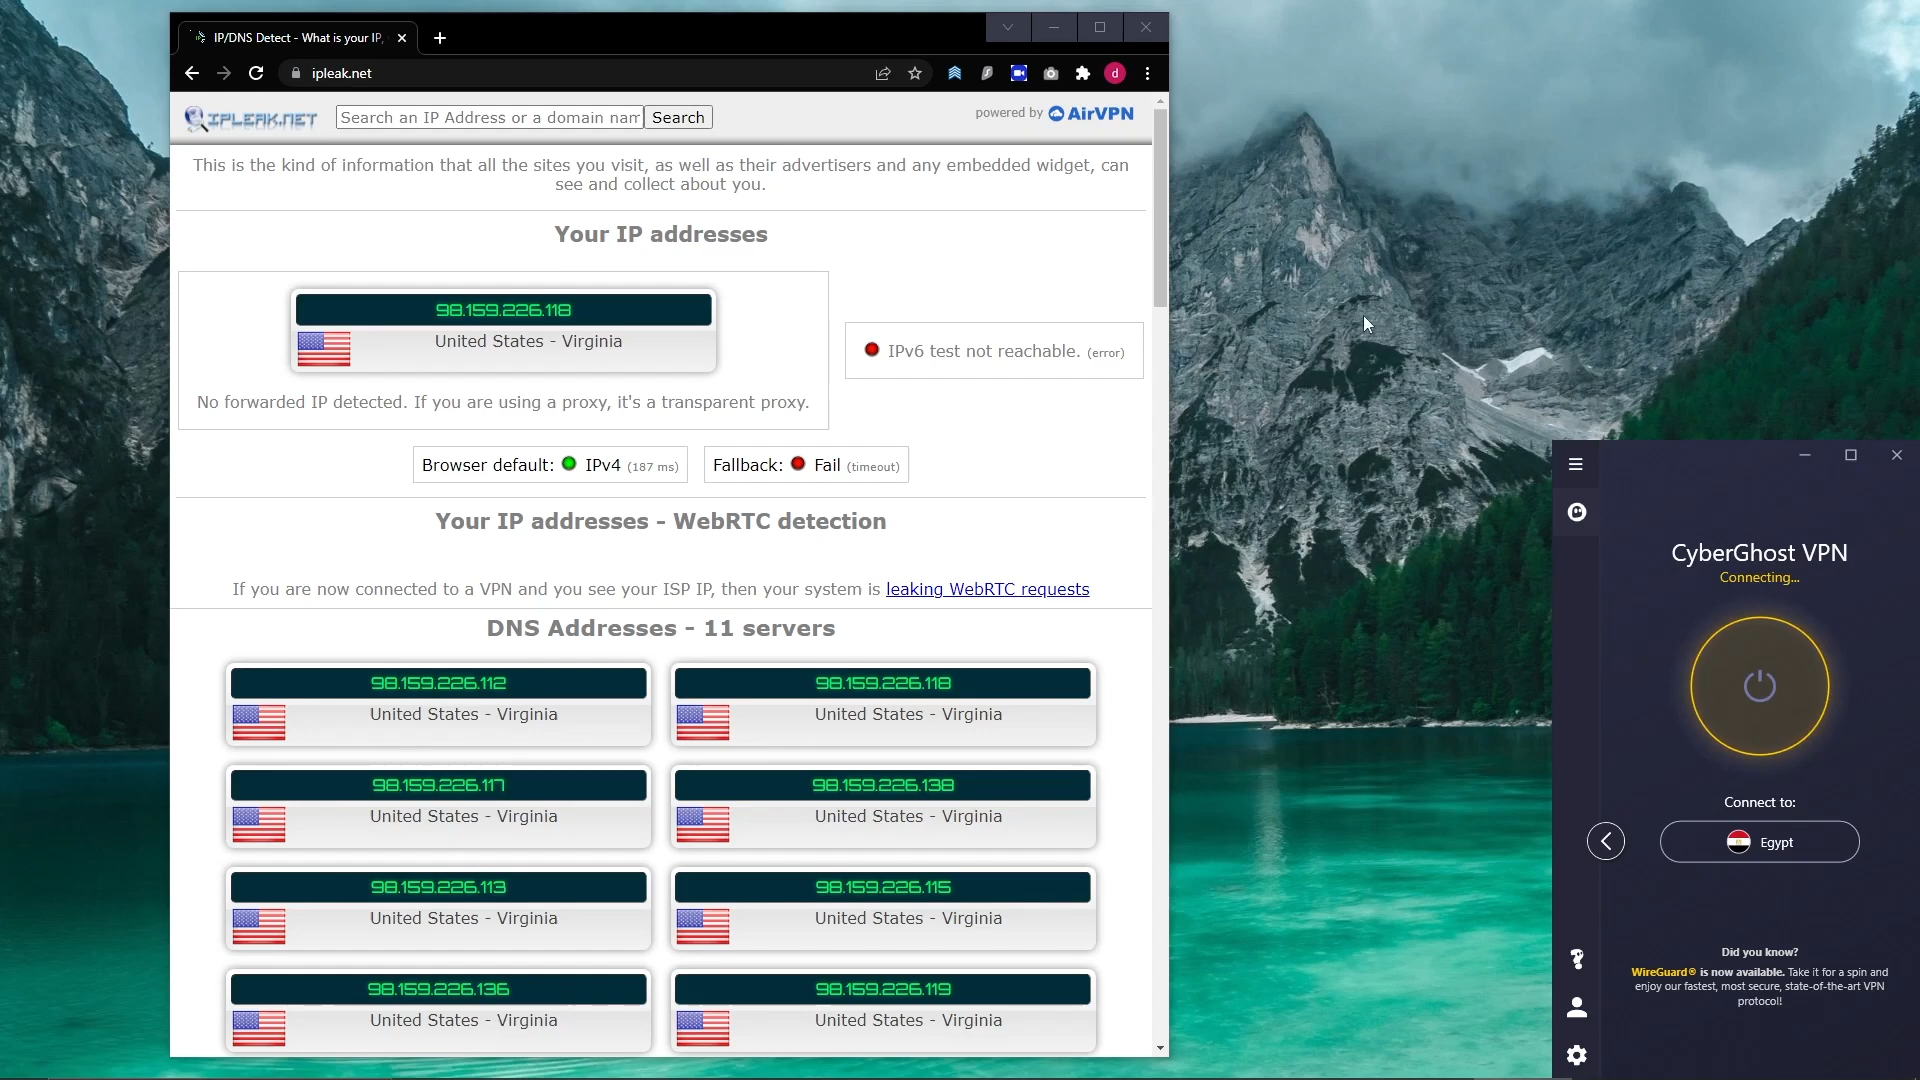 IP/DNS Detect - What is your IP,
ipleak.net
d
IPLEAK.NET
Search an IP Address or a domain nam
Search
powered by AirVPN
This is the kind of information that all the sites you visit, as well as their advertisers and any embedded widget, can
see and collect about you.
Your IP addresses
98.159.226.118
United States - Virginia
No forwarded IP detected. If you are using a proxy, it's a transparent proxy.
IPv6 test not reachable. (error)
Browser default: IPv4 (187 ms)
Fallback: Fail (timeout)
Your IP addresses - WebRTC detection
If you are now connected to a VPN and you see your ISP IP, then your system is leaking WebRTC requests
DNS Addresses - 11 servers
98.159.226.112
United States - Virginia
98.159.226.118
United States - Virginia
98.159.226.117
United States - Virginia
98.159.226.138
United States - Virginia
98.159.226.113
United States - Virginia
98.159.226.115
United States - Virginia
98.159.226.136
United States - Virginia
98.159.226.119
United States - Virginia
CyberGhost VPN
Connecting...
Connect to:
Egypt
Did you know?
WireGuard® is now available. Take it for a spin and
enjoy our fastest, most secure, state-of-the-art VPN
protocol!